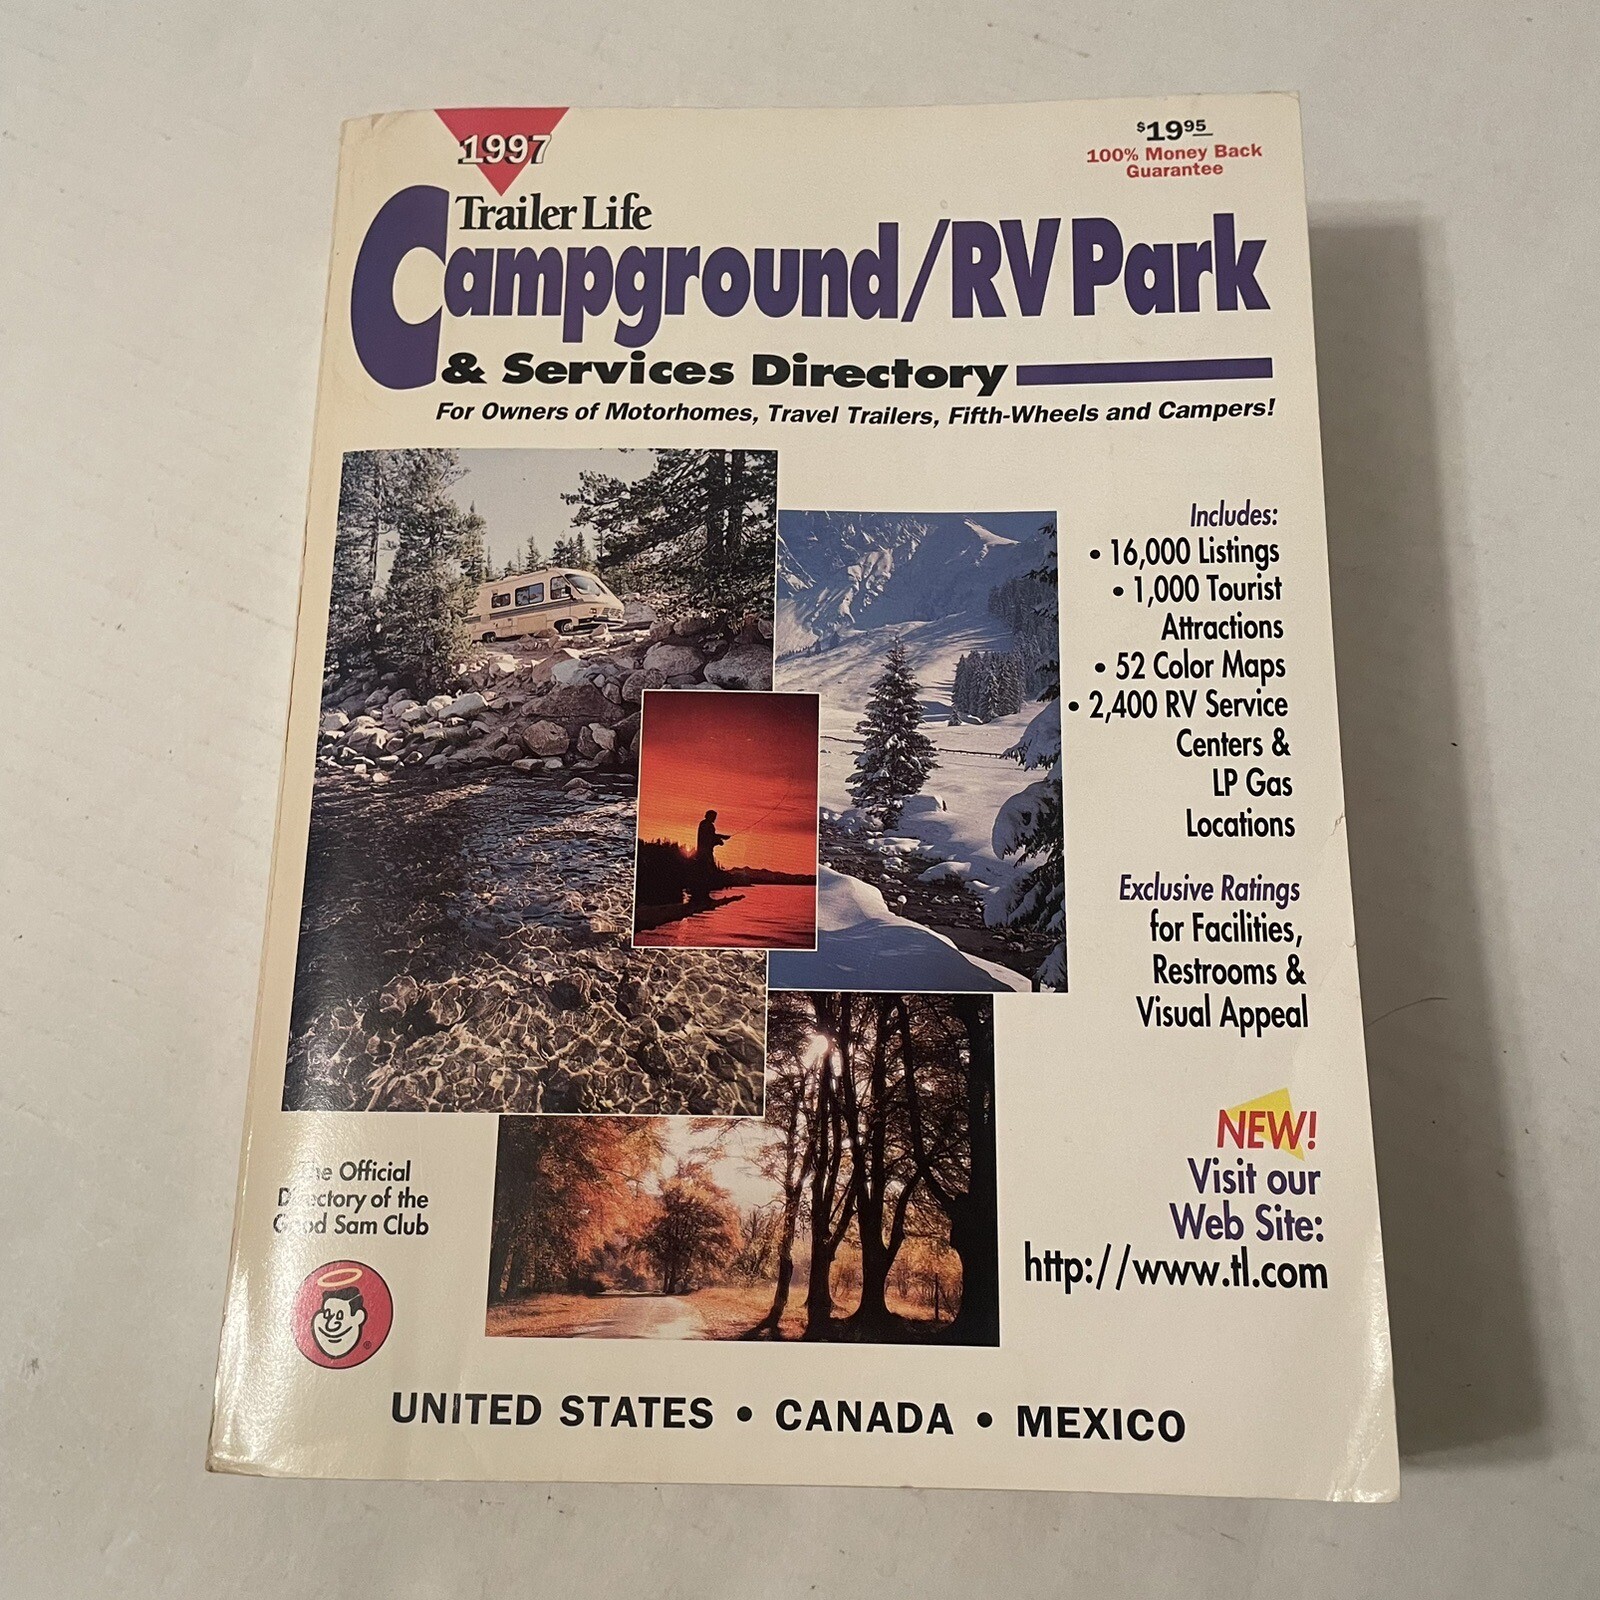 1997
$19.95
100% Money Back
Guarantee
Trailer Life
Campground/RV Park
& Services Directory
For Owners of Motorhomes, Travel Trailers, Fifth-Wheels and Campers!
Includes:
• 16,000 Listings
• 1,000 Tourist
Attractions
• 52 Color Maps
• 2,400 RV Service
Centers &
LP Gas
Locations
Exclusive Ratings
for Facilities,
Restrooms &
Visual Appeal
NEW!
Visit our
Web Site:
http://www.tl.com
The Official
Directory of the
Good Sam Club
®
UNITED STATES • CANADA • MEXICO